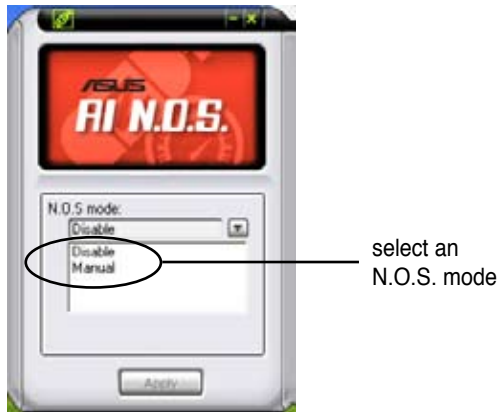 ASUS
AI N.O.S.
N.O.S mode:
Disable
Disable
Manual
select an
N.O.S. mode
Apply